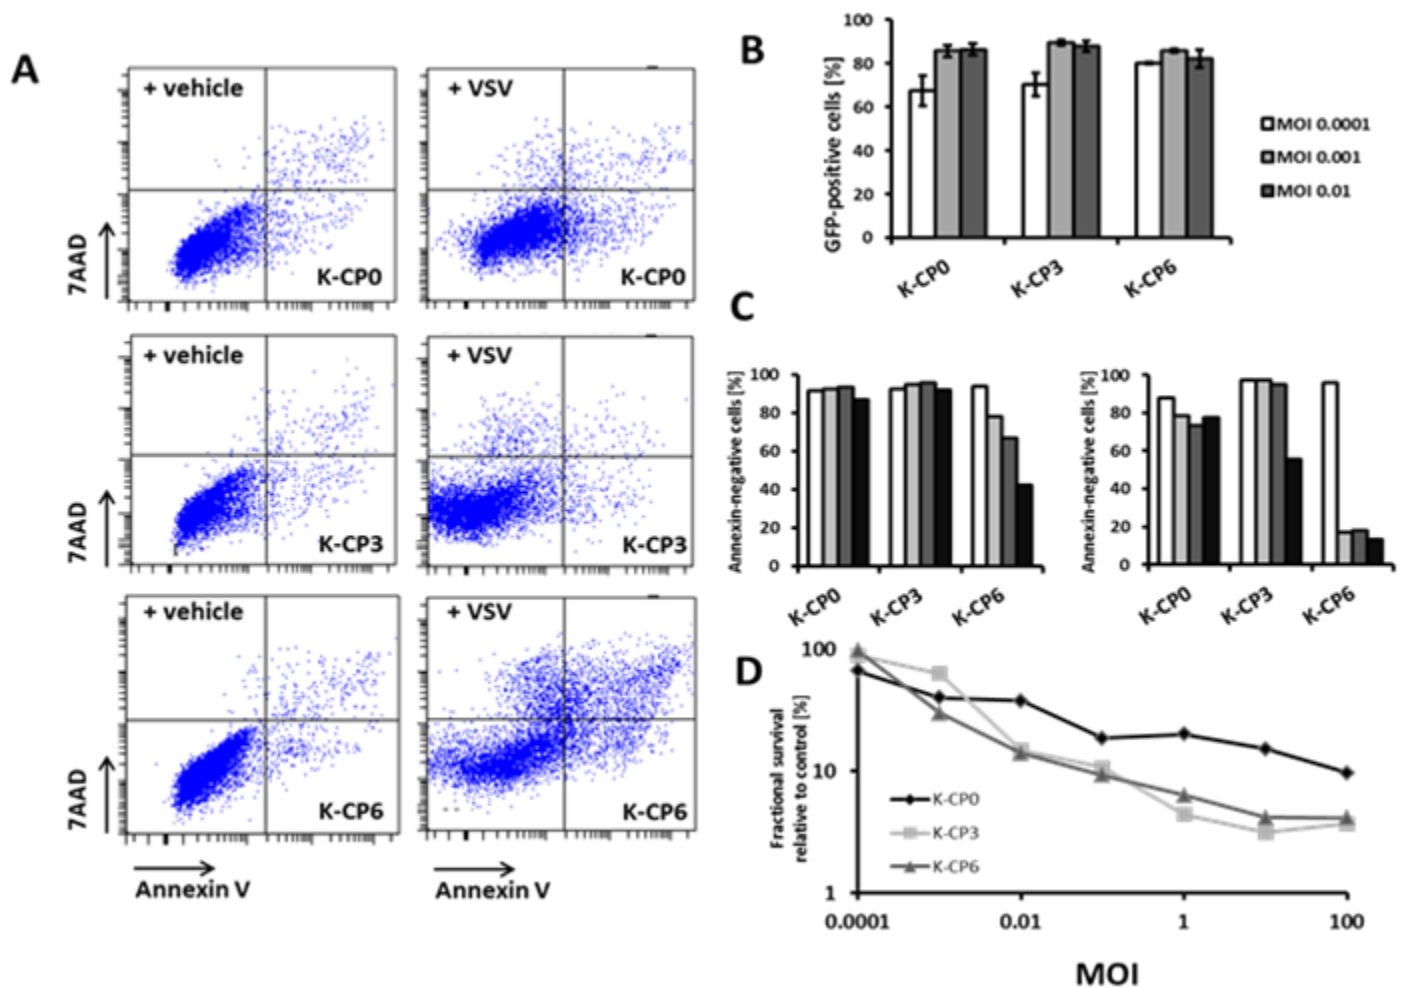 A
+ vehicle
K-CP0
7AAD
+ VSV
K-CP0
+ vehicle
K-CP3
7AAD
+ VSV
K-CP3
+ vehicle
K-CP6
7AAD
Annexin V
+ VSV
K-CP6
Annexin V
B
GFP-positive cells [%]
100
80
60
40
20
0
K-CP0
K-CP3
K-CP6
MOI 0.0001
MOI 0.001
MOI 0.01
C
Annexin-negative cells [%]
100
80
60
40
20
0
K-CP0
K-CP3
K-CP6
Annexin-negative cells [%]
100
80
60
40
20
0
K-CP0
K-CP3
K-CP6
D
Fractional survival
relative to control [%]
100
10
1
K-CP0
K-CP3
K-CP6
0.0001
0.01
1
100
MOI